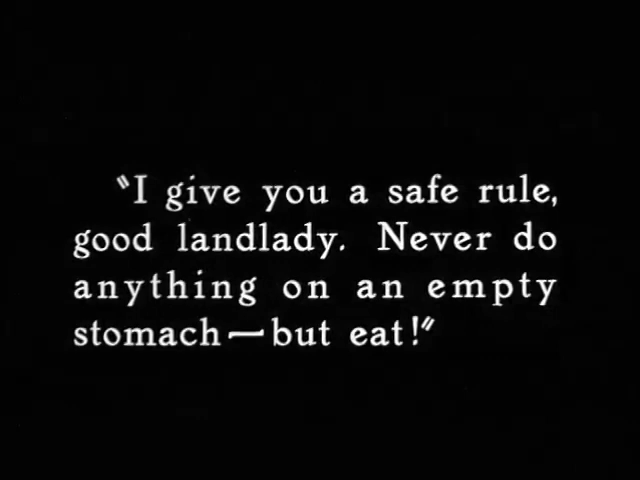 "I give you a safe rule,
good landlady. Never do
anything on an empty
stomach—but eat!"